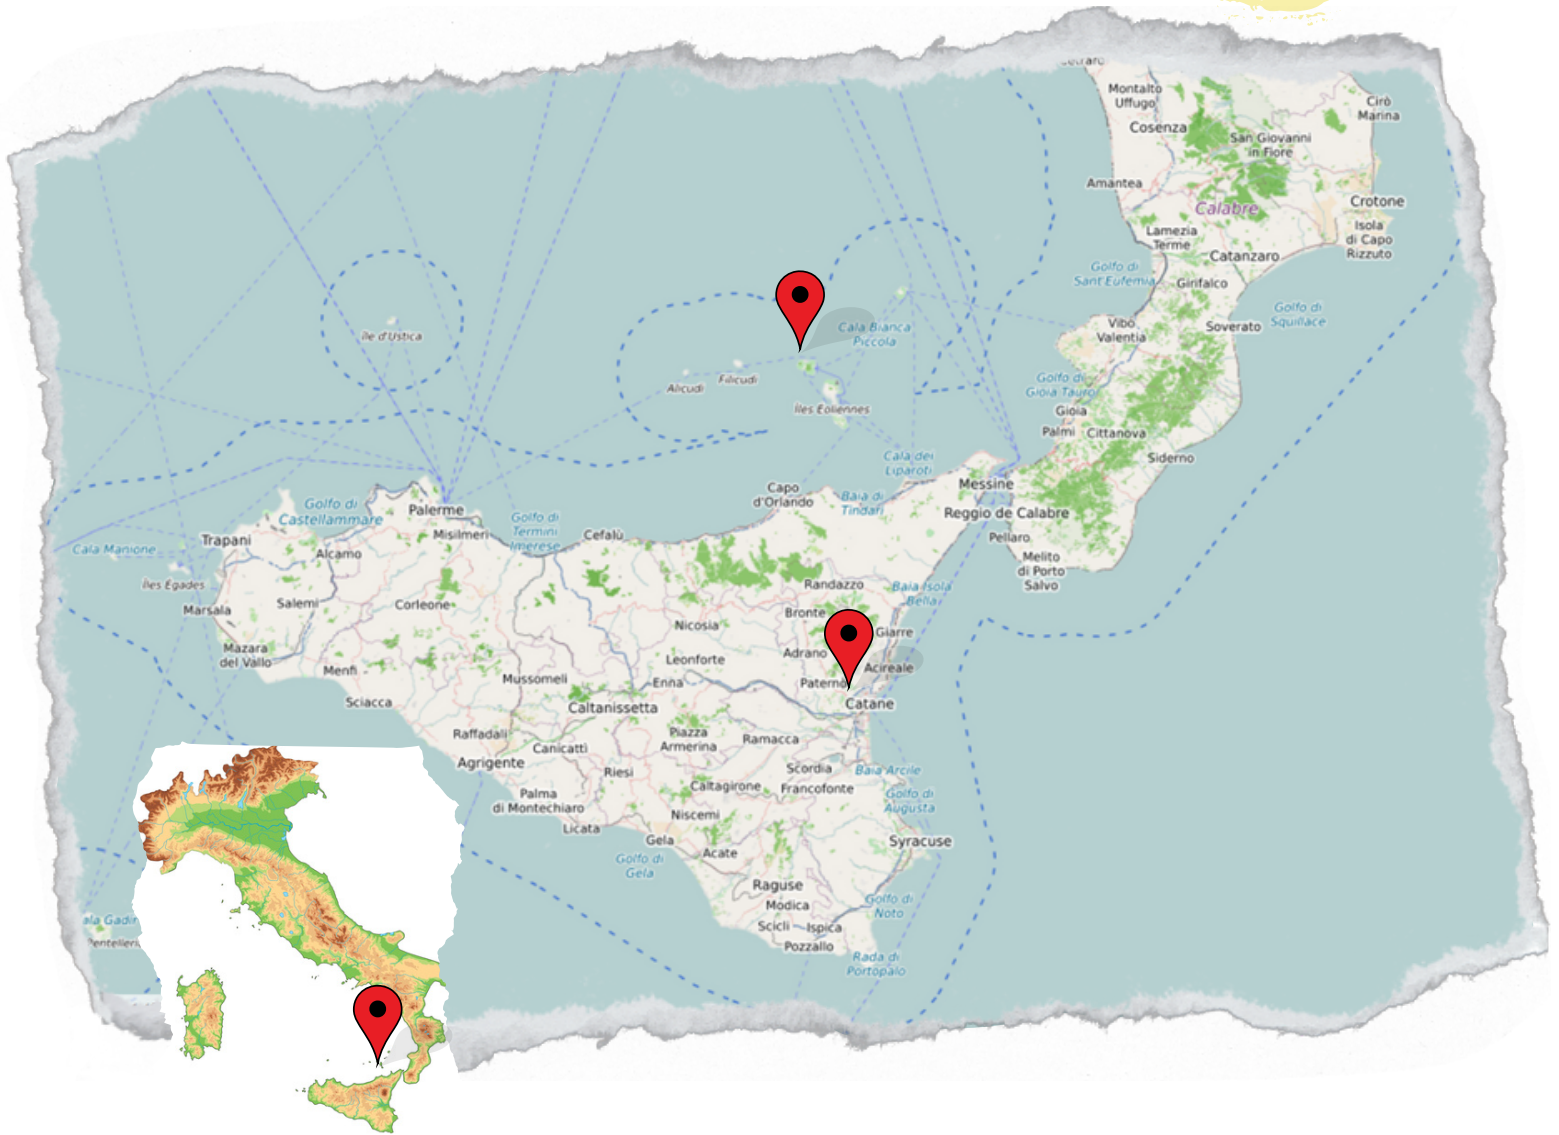 Montalto
Uffugo
Cirò
Marina
Cosenza
San Giovanni
in Fiore
Amantea
Calabre
Crotone
Isola
di Capo
Rizzuto
Lamezia
Terme
Catanzaro
Golfo di
Sant'Eufemia
Girifalco
Golfo di
Squillace
Soverato
Vibo
Valentia
Île d'Ustica
Cala Bianca
Piccola
Alicudi
Filicudi
Îles Éoliennes
Golfo di
Gioia Tauro
Gioia
Palmi
Cittanova
Siderno
Cala dei
Liparoti
Messine
Capo
d'Orlando
Baia di
Tindari
Reggio de Calabre
Pellaro
Melito
di Porto
Salvo
Golfo di
Castellammare
Palerme
Misilmeri
Golfo di
Termini
Imerese
Cefalù
Trapani
Cala Manione
Alcamo
Îles Égades
Marsala
Salemi
Corleone
Randazzo
Baia Isola
Bella
Bronte
Nicosia
Giarre
Mazara
del Vallo
Adrano
Leonforte
Acireale
Menfi
Mussomeli
Enna
Paternò
Sciacca
Caltanissetta
Catane
Raffadali
Canicattì
Piazza
Armerina
Ramacca
Agrigente
Riesi
Scordia
Baia Arcile
Caltagirone
Francofonte
Palma
di Montechiaro
Golfo di
Augusta
Niscemi
Licata
Gela
Syracuse
Acate
Golfo di
Gela
Raguse
Modica
Golfo di
Noto
Scicli
Ispica
Pozzallo
Rada di
Portopalo